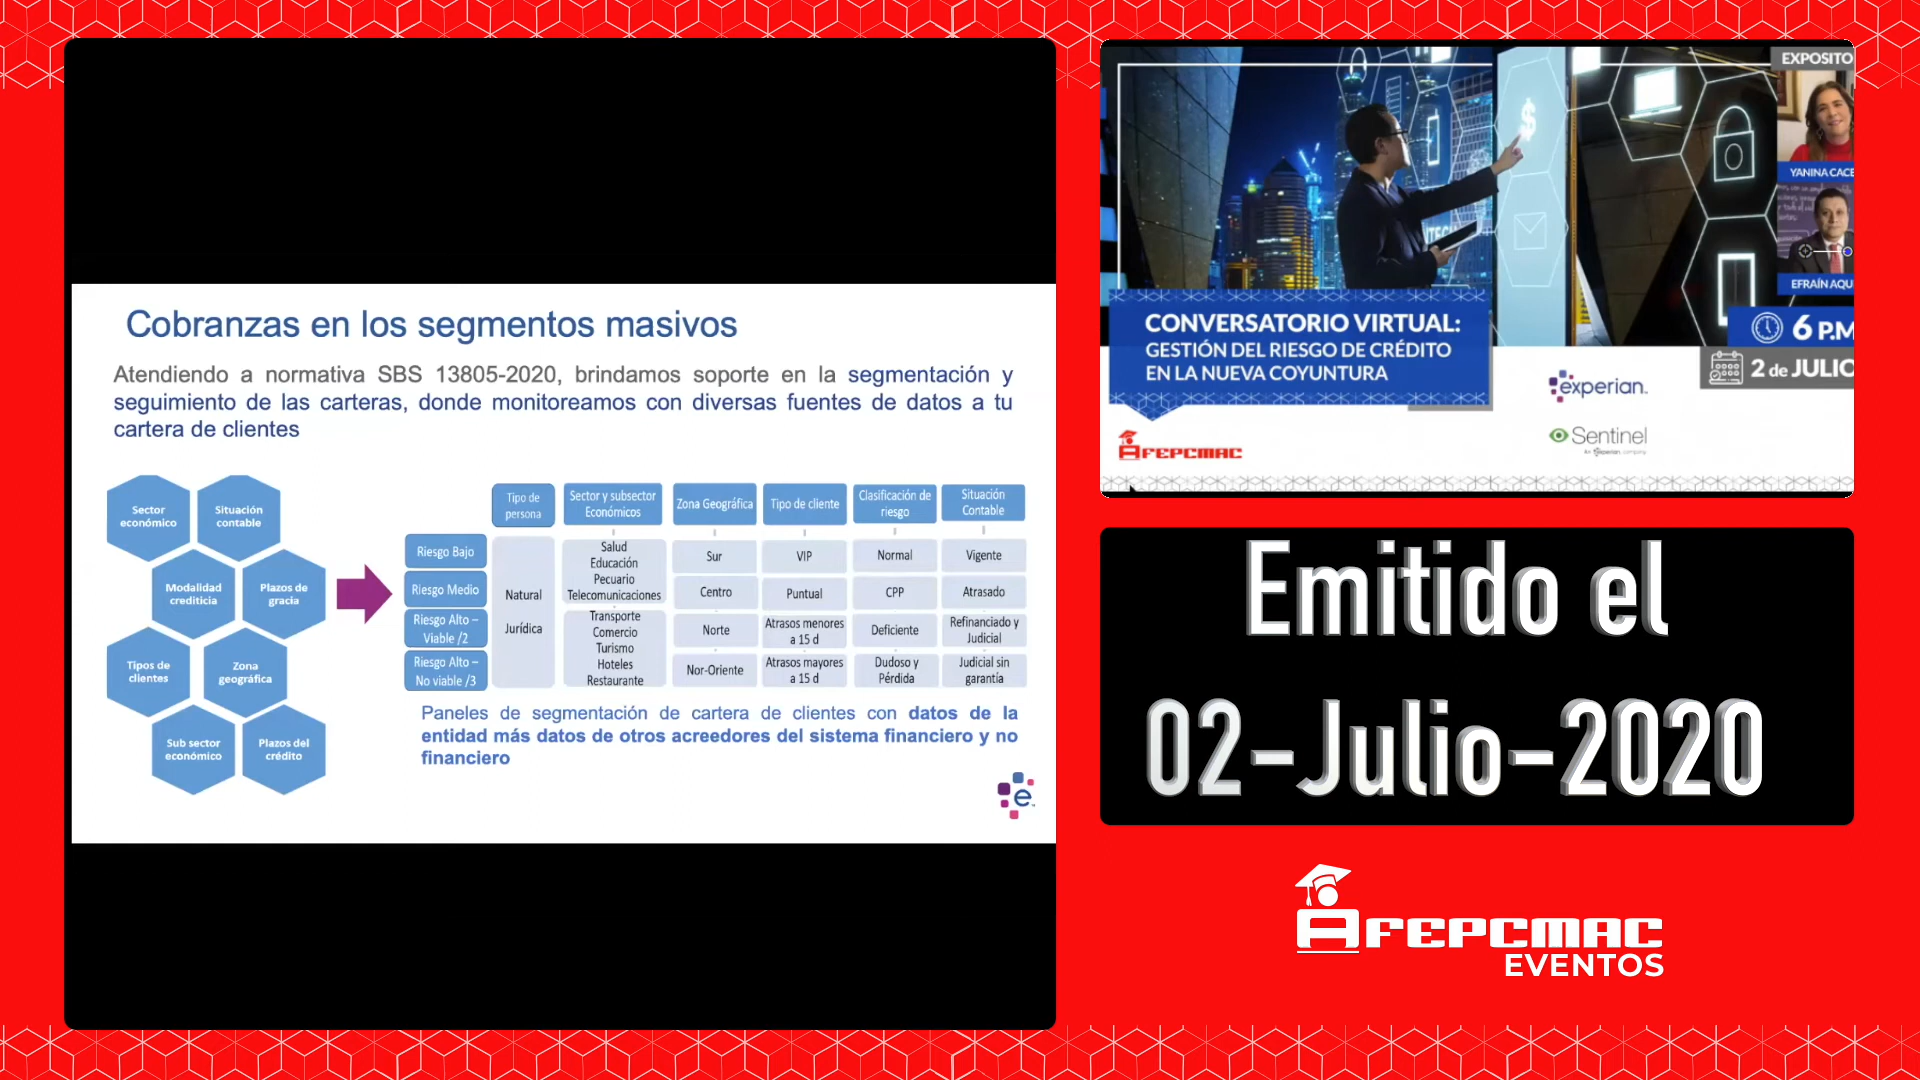 Cobranzas en los segmentos masivos
Atendiendo a normativa SBS 13805-2020, brindamos soporte en la segmentación y
seguimiento de las carteras, donde monitoreamos con diversas fuentes de datos a tu
cartera de clientes
Sector
económico
Situación
contable
Modalidad
crediticia
Plazos de
gracia
Tipos de
clientes
Zona
geográfica
Sub sector
económico
Plazos del
crédito
Tipo de
persona
Sector y subsector
Económicos
Zona Geográfica
Tipo de cliente
Clasificación de
riesgo
Situación
Contable
Riesgo Bajo
Riesgo Medio
Riesgo Alto –
Viable /2
Riesgo Alto –
No viable /3
Natural
Jurídica
Salud
Educación
Pecuario
Telecomunicaciones
Transporte
Comercio
Turismo
Hoteles
Restaurante
Sur
Centro
Norte
Nor-Oriente
VIP
Puntual
Atrasos menores
a 15 d
Atrasos mayores
a 15 d
Normal
CPP
Deficiente
Dudoso y
Pérdida
Vigente
Atrasado
Refinanciado y
Judicial
Judicial sin
garantía
Paneles de segmentación de cartera de clientes con datos de la
entidad más datos de otros acreedores del sistema financiero y no
financiero
e
EXPOSITO
YANINA CACE
EFRAÍN AQU
6 P.M
2 de JULIO
CONVERSATORIO VIRTUAL:
GESTIÓN DEL RIESGO DE CRÉDITO
EN LA NUEVA COYUNTURA
experian.
Sentinel
An experian. company
AFEPCMAC
Emitido el
02-Julio-2020
AFEPCMAC
EVENTOS